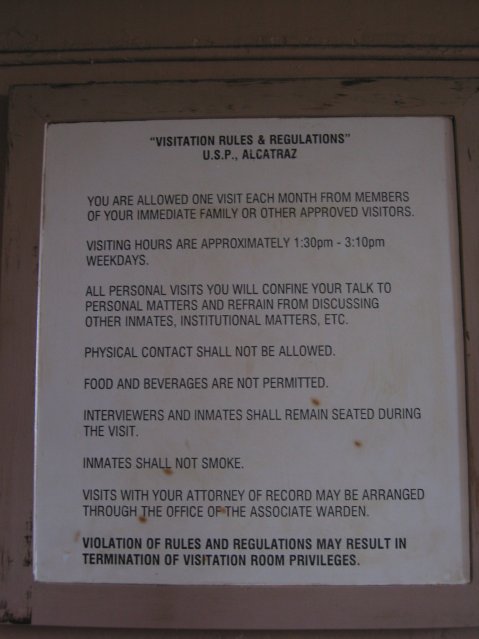 "VISITATION RULES & REGULATIONS"
U.S.P., ALCATRAZ
YOU ARE ALLOWED ONE VISIT EACH MONTH FROM MEMBERS
OF YOUR IMMEDIATE FAMILY OR OTHER APPROVED VISITORS.
VISITING HOURS ARE APPROXIMATELY 1:30pm - 3:10pm
WEEKDAYS.
ALL PERSONAL VISITS YOU WILL CONFINE YOUR TALK TO
PERSONAL MATTERS AND REFRAIN FROM DISCUSSING
OTHER INMATES, INSTITUTIONAL MATTERS, ETC.
PHYSICAL CONTACT SHALL NOT BE ALLOWED.
FOOD AND BEVERAGES ARE NOT PERMITTED.
INTERVIEWERS AND INMATES SHALL REMAIN SEATED DURING
THE VISIT.
INMATES SHALL NOT SMOKE.
VISITS WITH YOUR ATTORNEY OF RECORD MAY BE ARRANGED
THROUGH THE OFFICE OF THE ASSOCIATE WARDEN.
VIOLATION OF RULES AND REGULATIONS MAY RESULT IN
TERMINATION OF VISITATION ROOM PRIVILEGES.